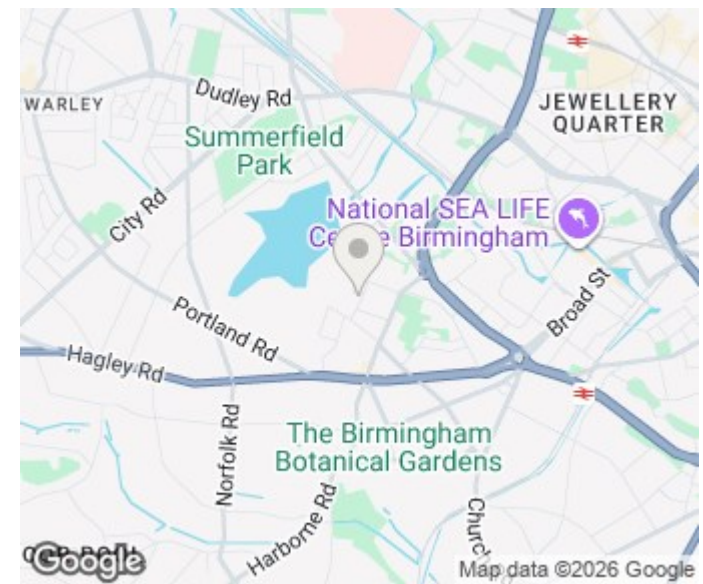 Dudley Rd
WARLEY
JEWELLERY
QUARTER
Summerfield
Park
City Rd
National SEA LIFE
Centre Birmingham
Broad St
Portland Rd
Hagley Rd
Norfolk Rd
The Birmingham
Botanical Gardens
Harborne Rd
Church
Google
Map data ©2026 Google